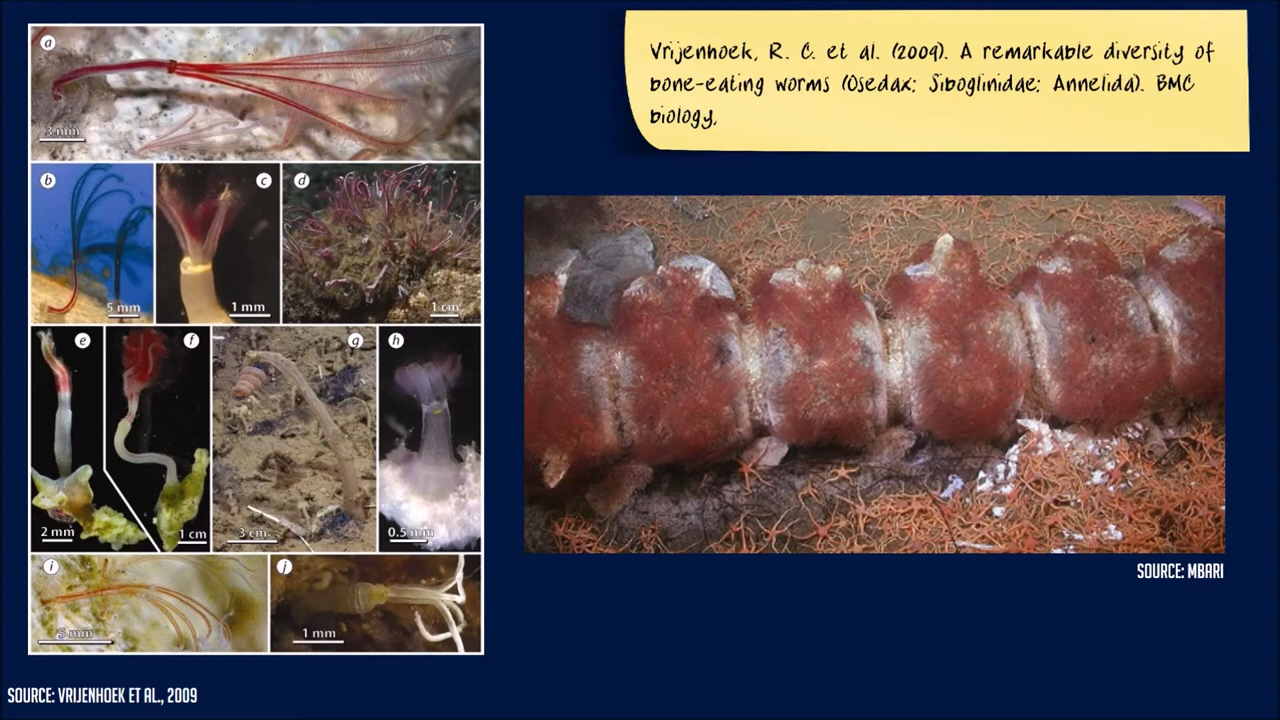 a
3 mm
b
5 mm
c
1 mm
d
1 cm
e
2 mm
f
1 cm
g
3 cm
h
0.5 mm
i
5 mm
j
1 mm
SOURCE: VRIJENHOEK ET AL., 2009
Vrijenhoek, R. C. et al. (2009). A remarkable diversity of
bone-eating worms (Osedax; Siboglinidae; Annelida). BMC
biology,
SOURCE: MBARI